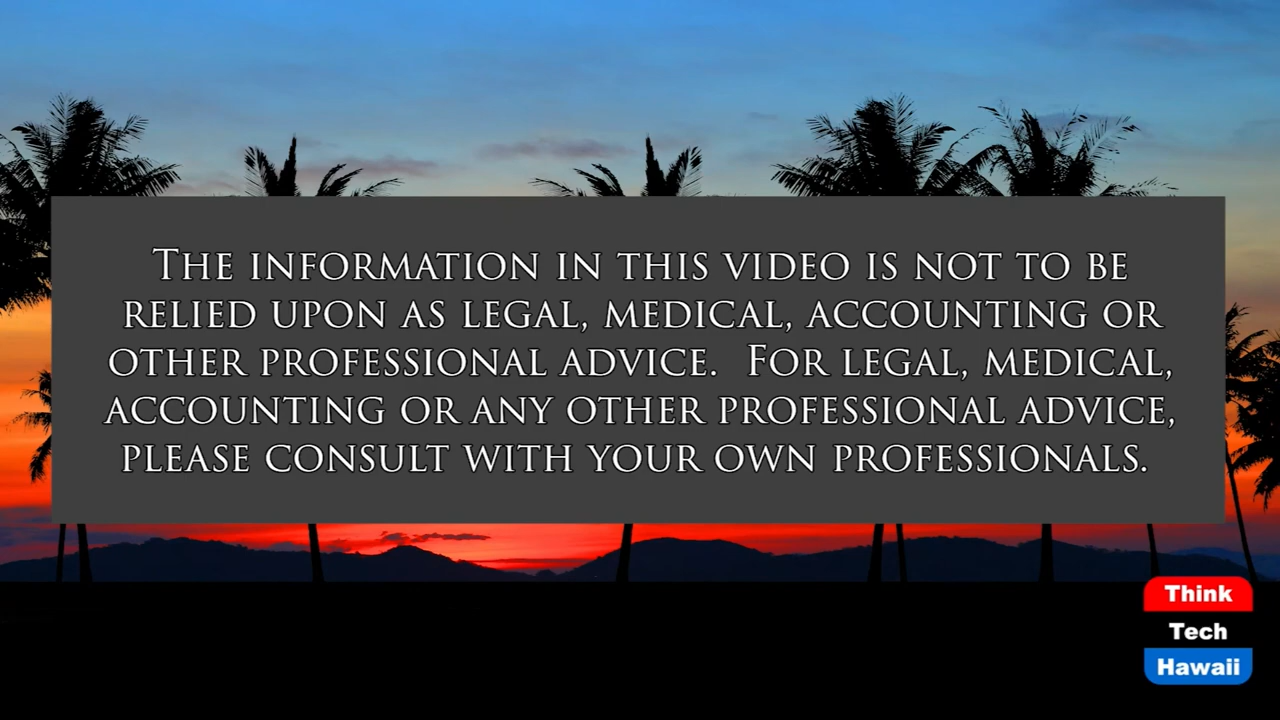 The information in this video is not to be
relied upon as legal, medical, accounting or
other professional advice. For legal, medical,
accounting or any other professional advice,
please consult with your own professionals.
Think
Tech
Hawaii